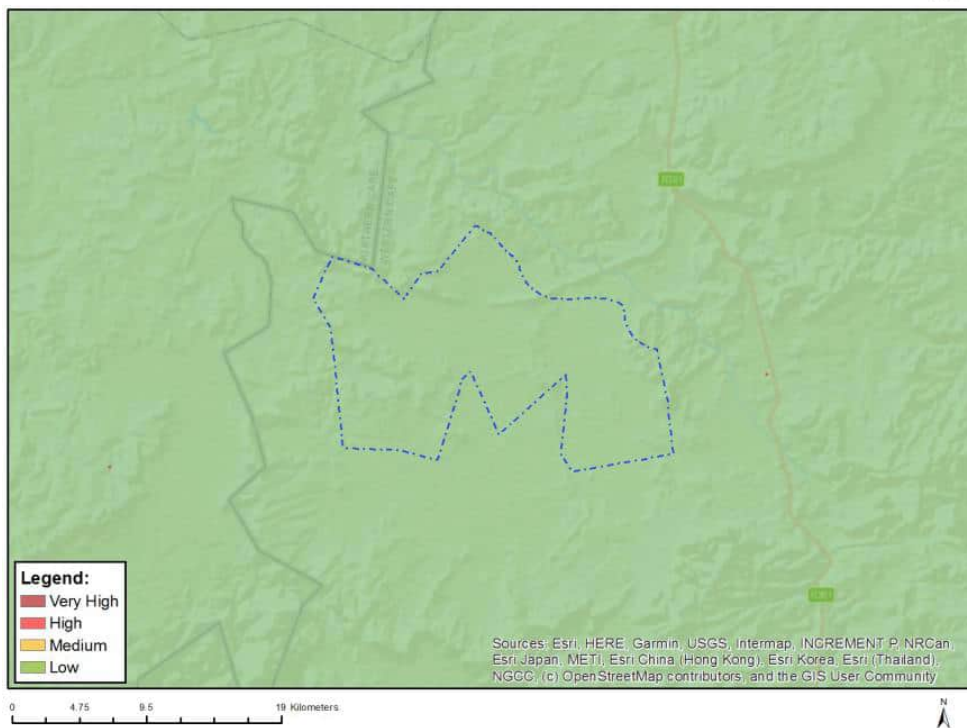 Legend:
Very High
High
Medium
Low
Sources: Esri, HERE, Garmin, USGS, Intermap, INCREMENT P, NRCan,
Esri Japan, METI, Esri China (Hong Kong), Esri Korea, Esri (Thailand),
NGCC, (c) OpenStreetMap contributors, and the GIS User Community
0 4.75 9.5 19 Kilometers
N